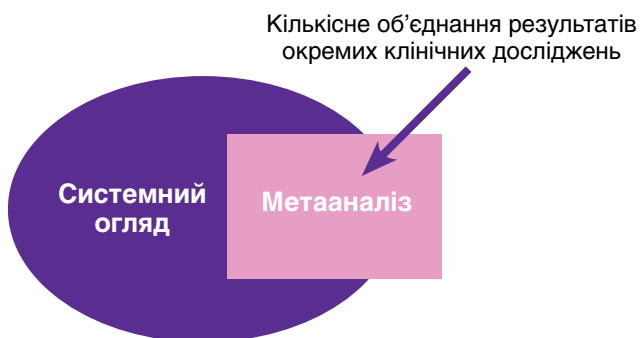 Кількісне об’єднання результатів
окремих клінічних досліджень
Системний
огляд
Метааналіз